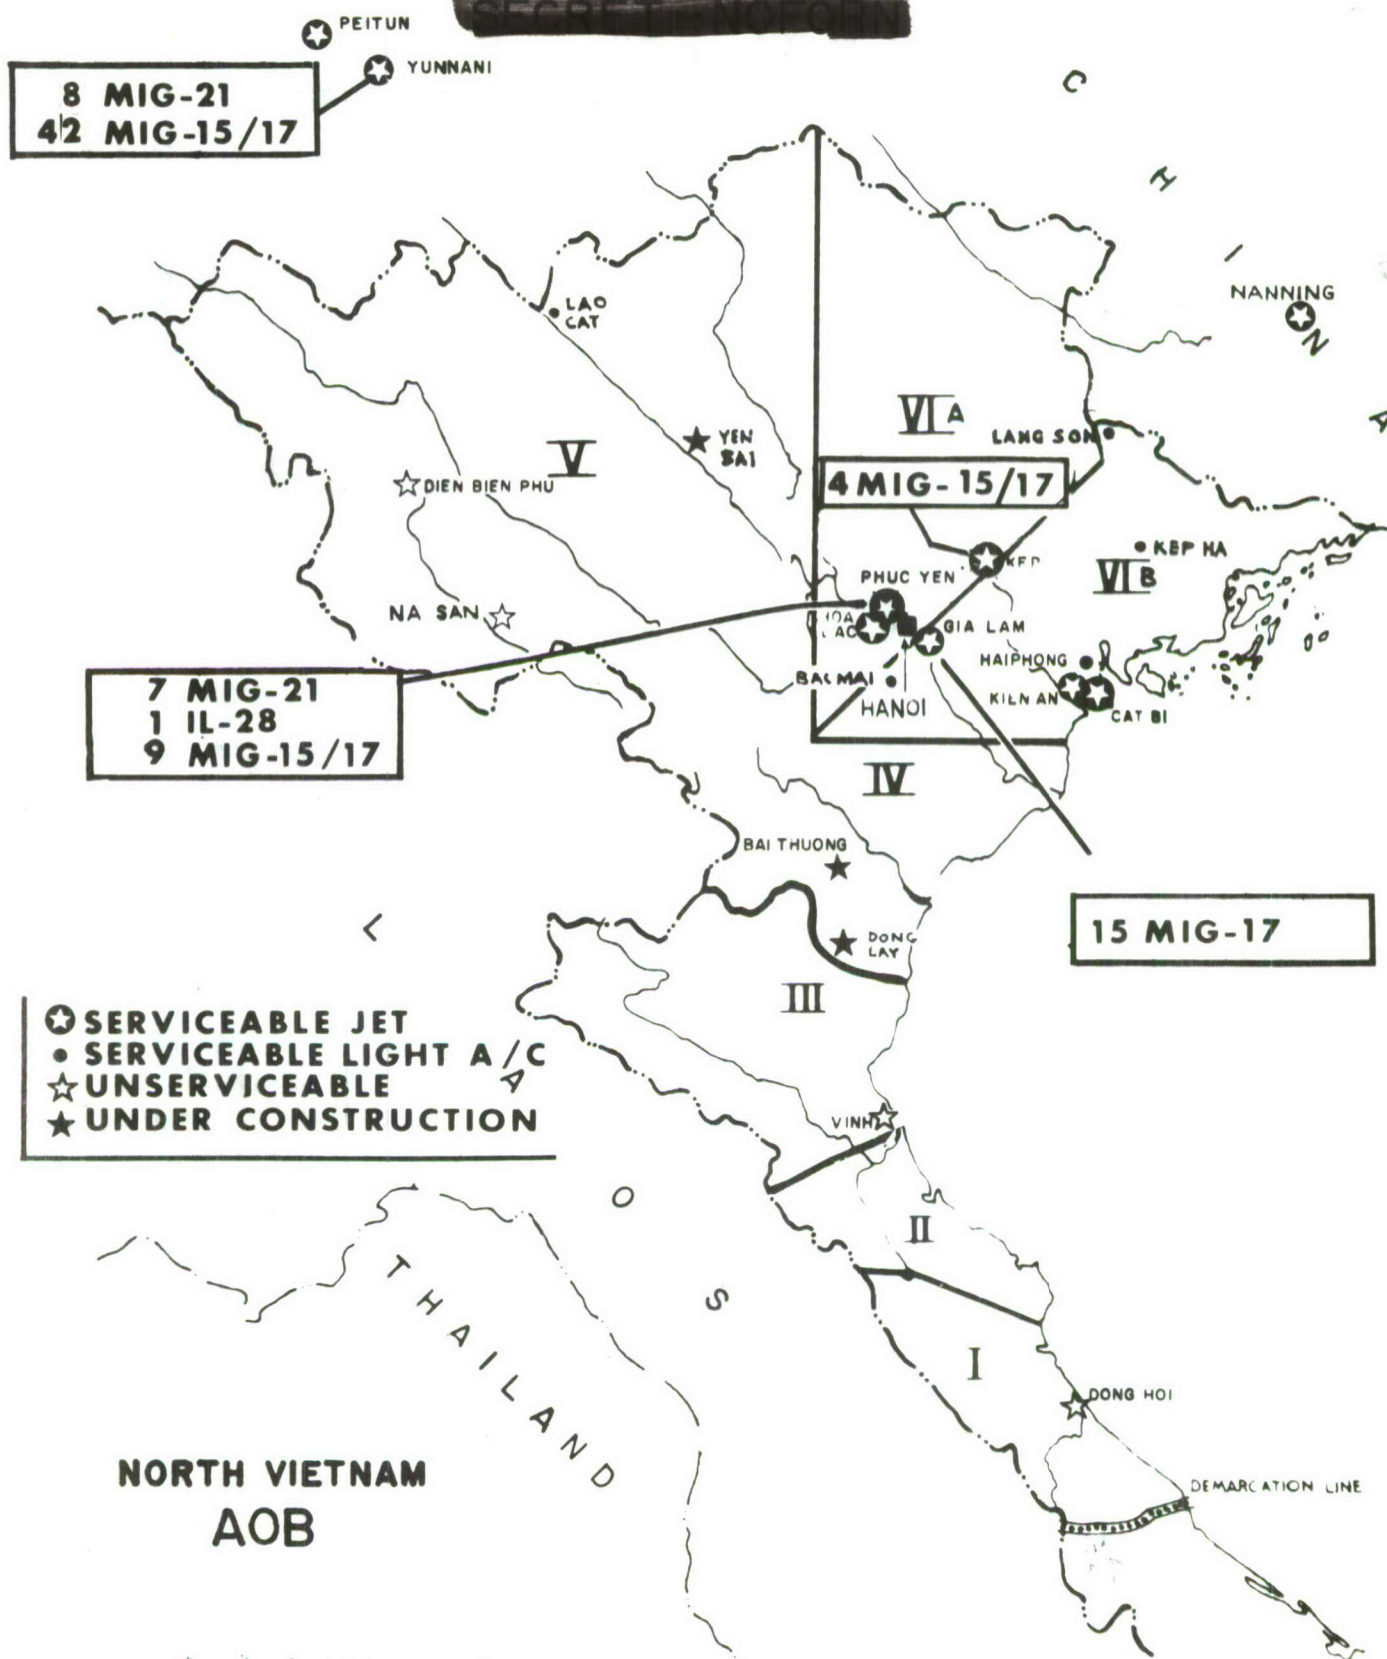 SECRET NOFORN
PEITUN
YUNNANI
8 MIG-21
42 MIG-15/17
C
H
I
NANNING
N
A
LAO
CAT
VI A
LANG SON
YEN
BAI
V
DIEN BIEN PHU
4 MIG-15/17
KEP HA
KEP
VI B
PHUC YEN
NA SAN
GIA LAM
HAIPHONG
BAC MAI
KIEN AN
HANOI
CAT BI
7 MIG-21
1 IL-28
9 MIG-15/17
IV
BAI THUONG
15 MIG-17
L
DONG
LAY
III
SERVICEABLE JET
SERVICEABLE LIGHT A/C
A
UNSERVICEABLE
UNDER CONSTRUCTION
VINH
O
II
S
THAILAND
I
DONG HOI
NORTH VIETNAM
AOB
DEMARCATION LINE